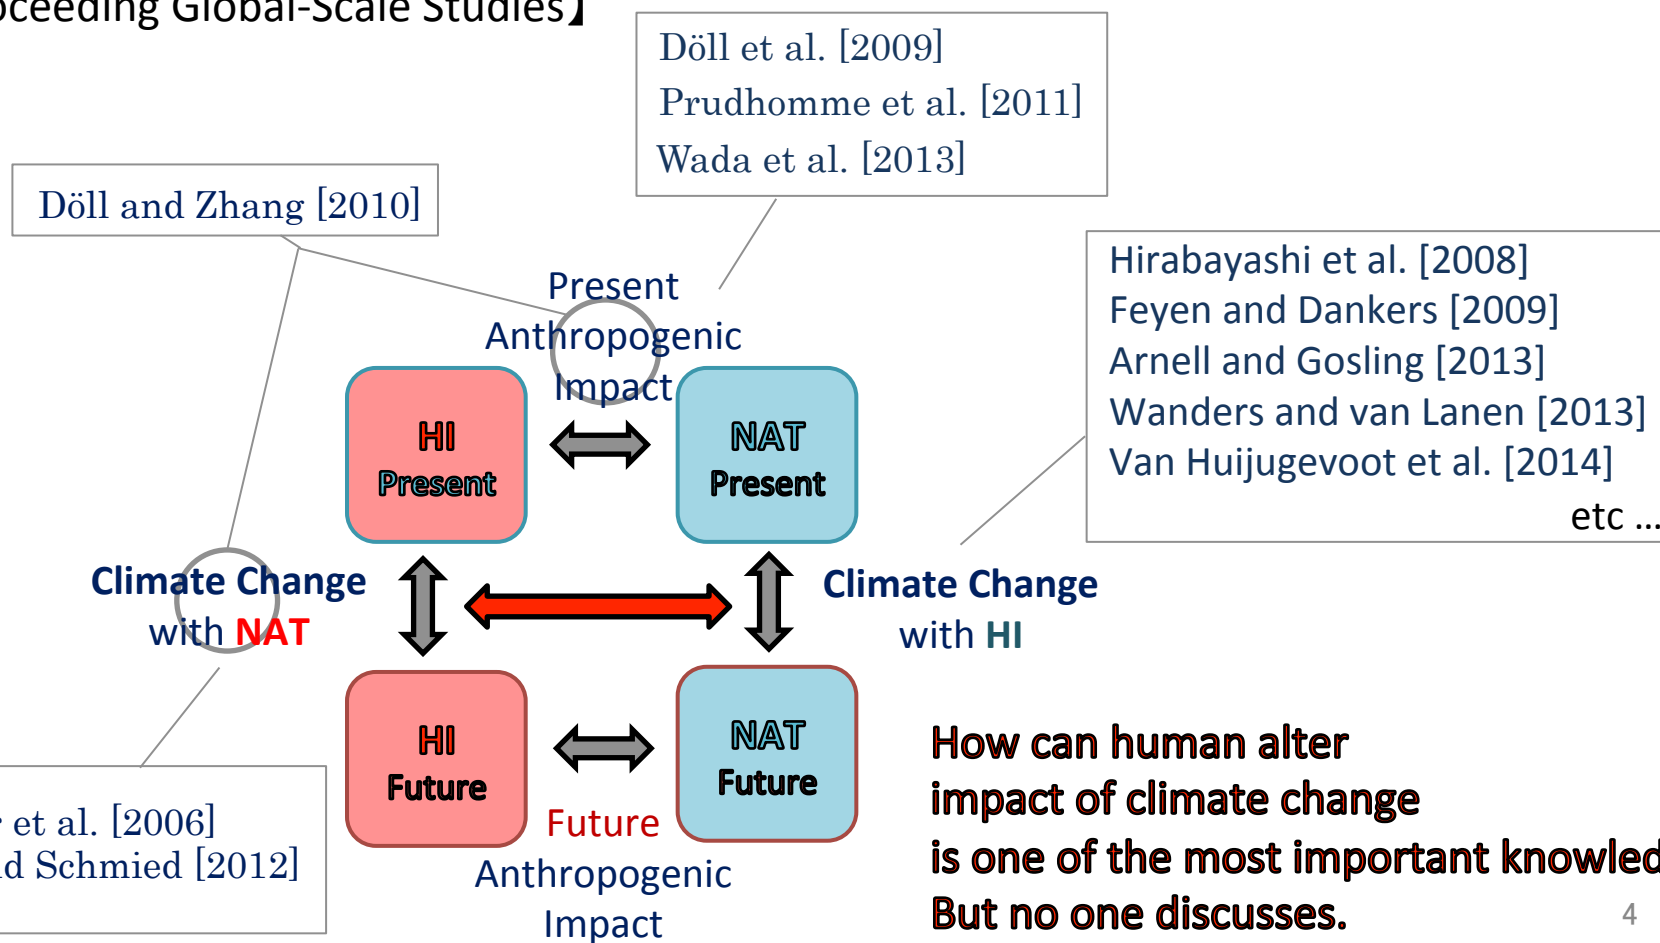 Global-Scale Studies】
Döll et al. [2009]
Prudhomme et al. [2011]
Wada et al. [2013]
Döll and Zhang [2010]
Hirabayashi et al. [2008]
Feyen and Dankers [2009]
Arnell and Gosling [2013]
Wanders and van Lanen [2013]
Van Huijugevoot et al. [2014]
etc ...
Present
Anthropogenic
Impact
HI
Present
NAT
Present
Climate Change
with NAT
Climate Change
with HI
HI
Future
NAT
Future
Future
Anthropogenic
Impact
et al. [2006]
Schmied [2012]
How can human alter
impact of climate change
is one of the most important
But no one discusses.
4